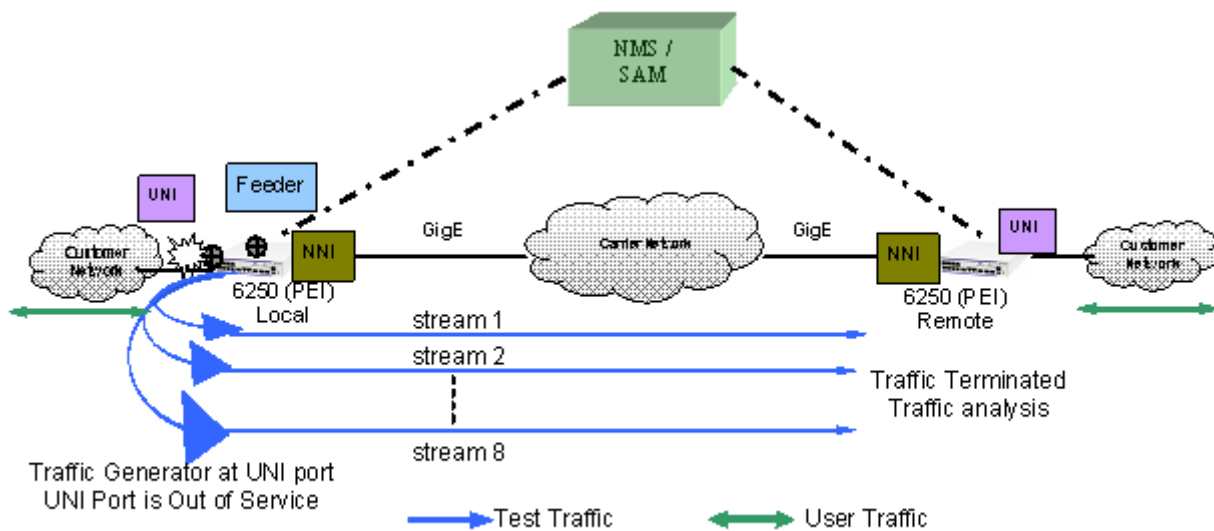 NMS /
SAM
UNI
Feeder
UNI
Customer
Network
NNI
GigE
Carrier Network
GigE
NNI
Customer
Network
6250 (PEI)
Local
6250 (PEI)
Remote
stream 1
stream 2
stream 8
Traffic Terminated
Traffic analysis
Traffic Generator at UNI port
UNI Port is Out of Service
Test Traffic
User Traffic